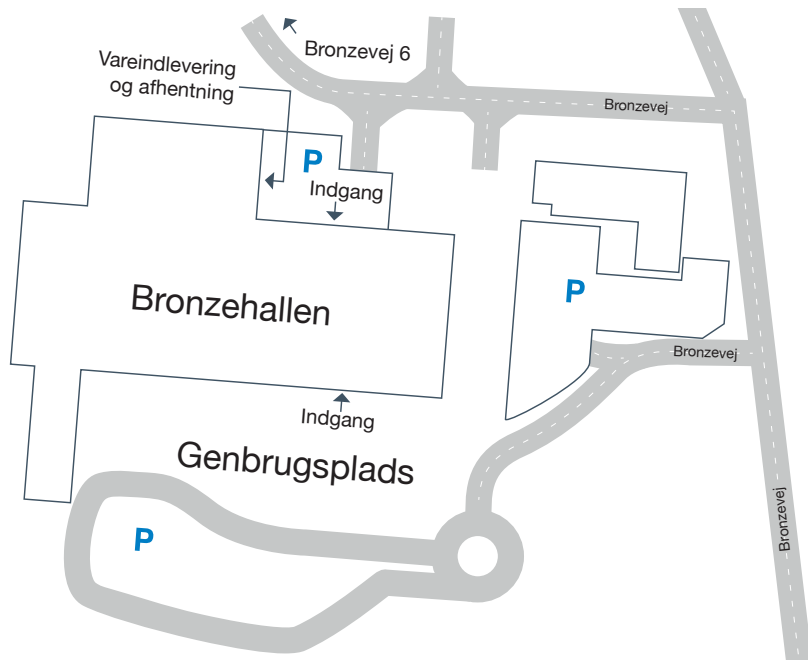 Bronzevej 6
Vareindlevering
og afhentning
Bronzevej
P
Indgang
P
Bronzehallen
Bronzevej
Indgang
Genbrugsplads
Bronzevej
P